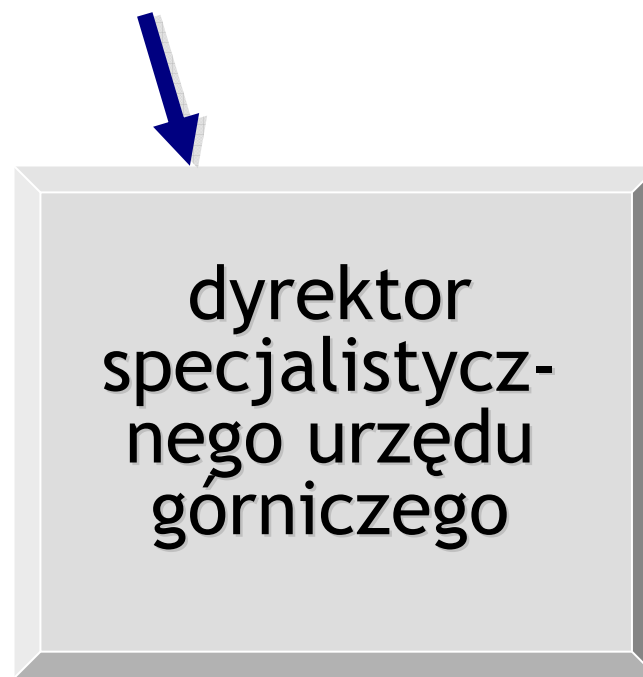 dyrektor
specjalistycz-
nego urzędu
górniczego